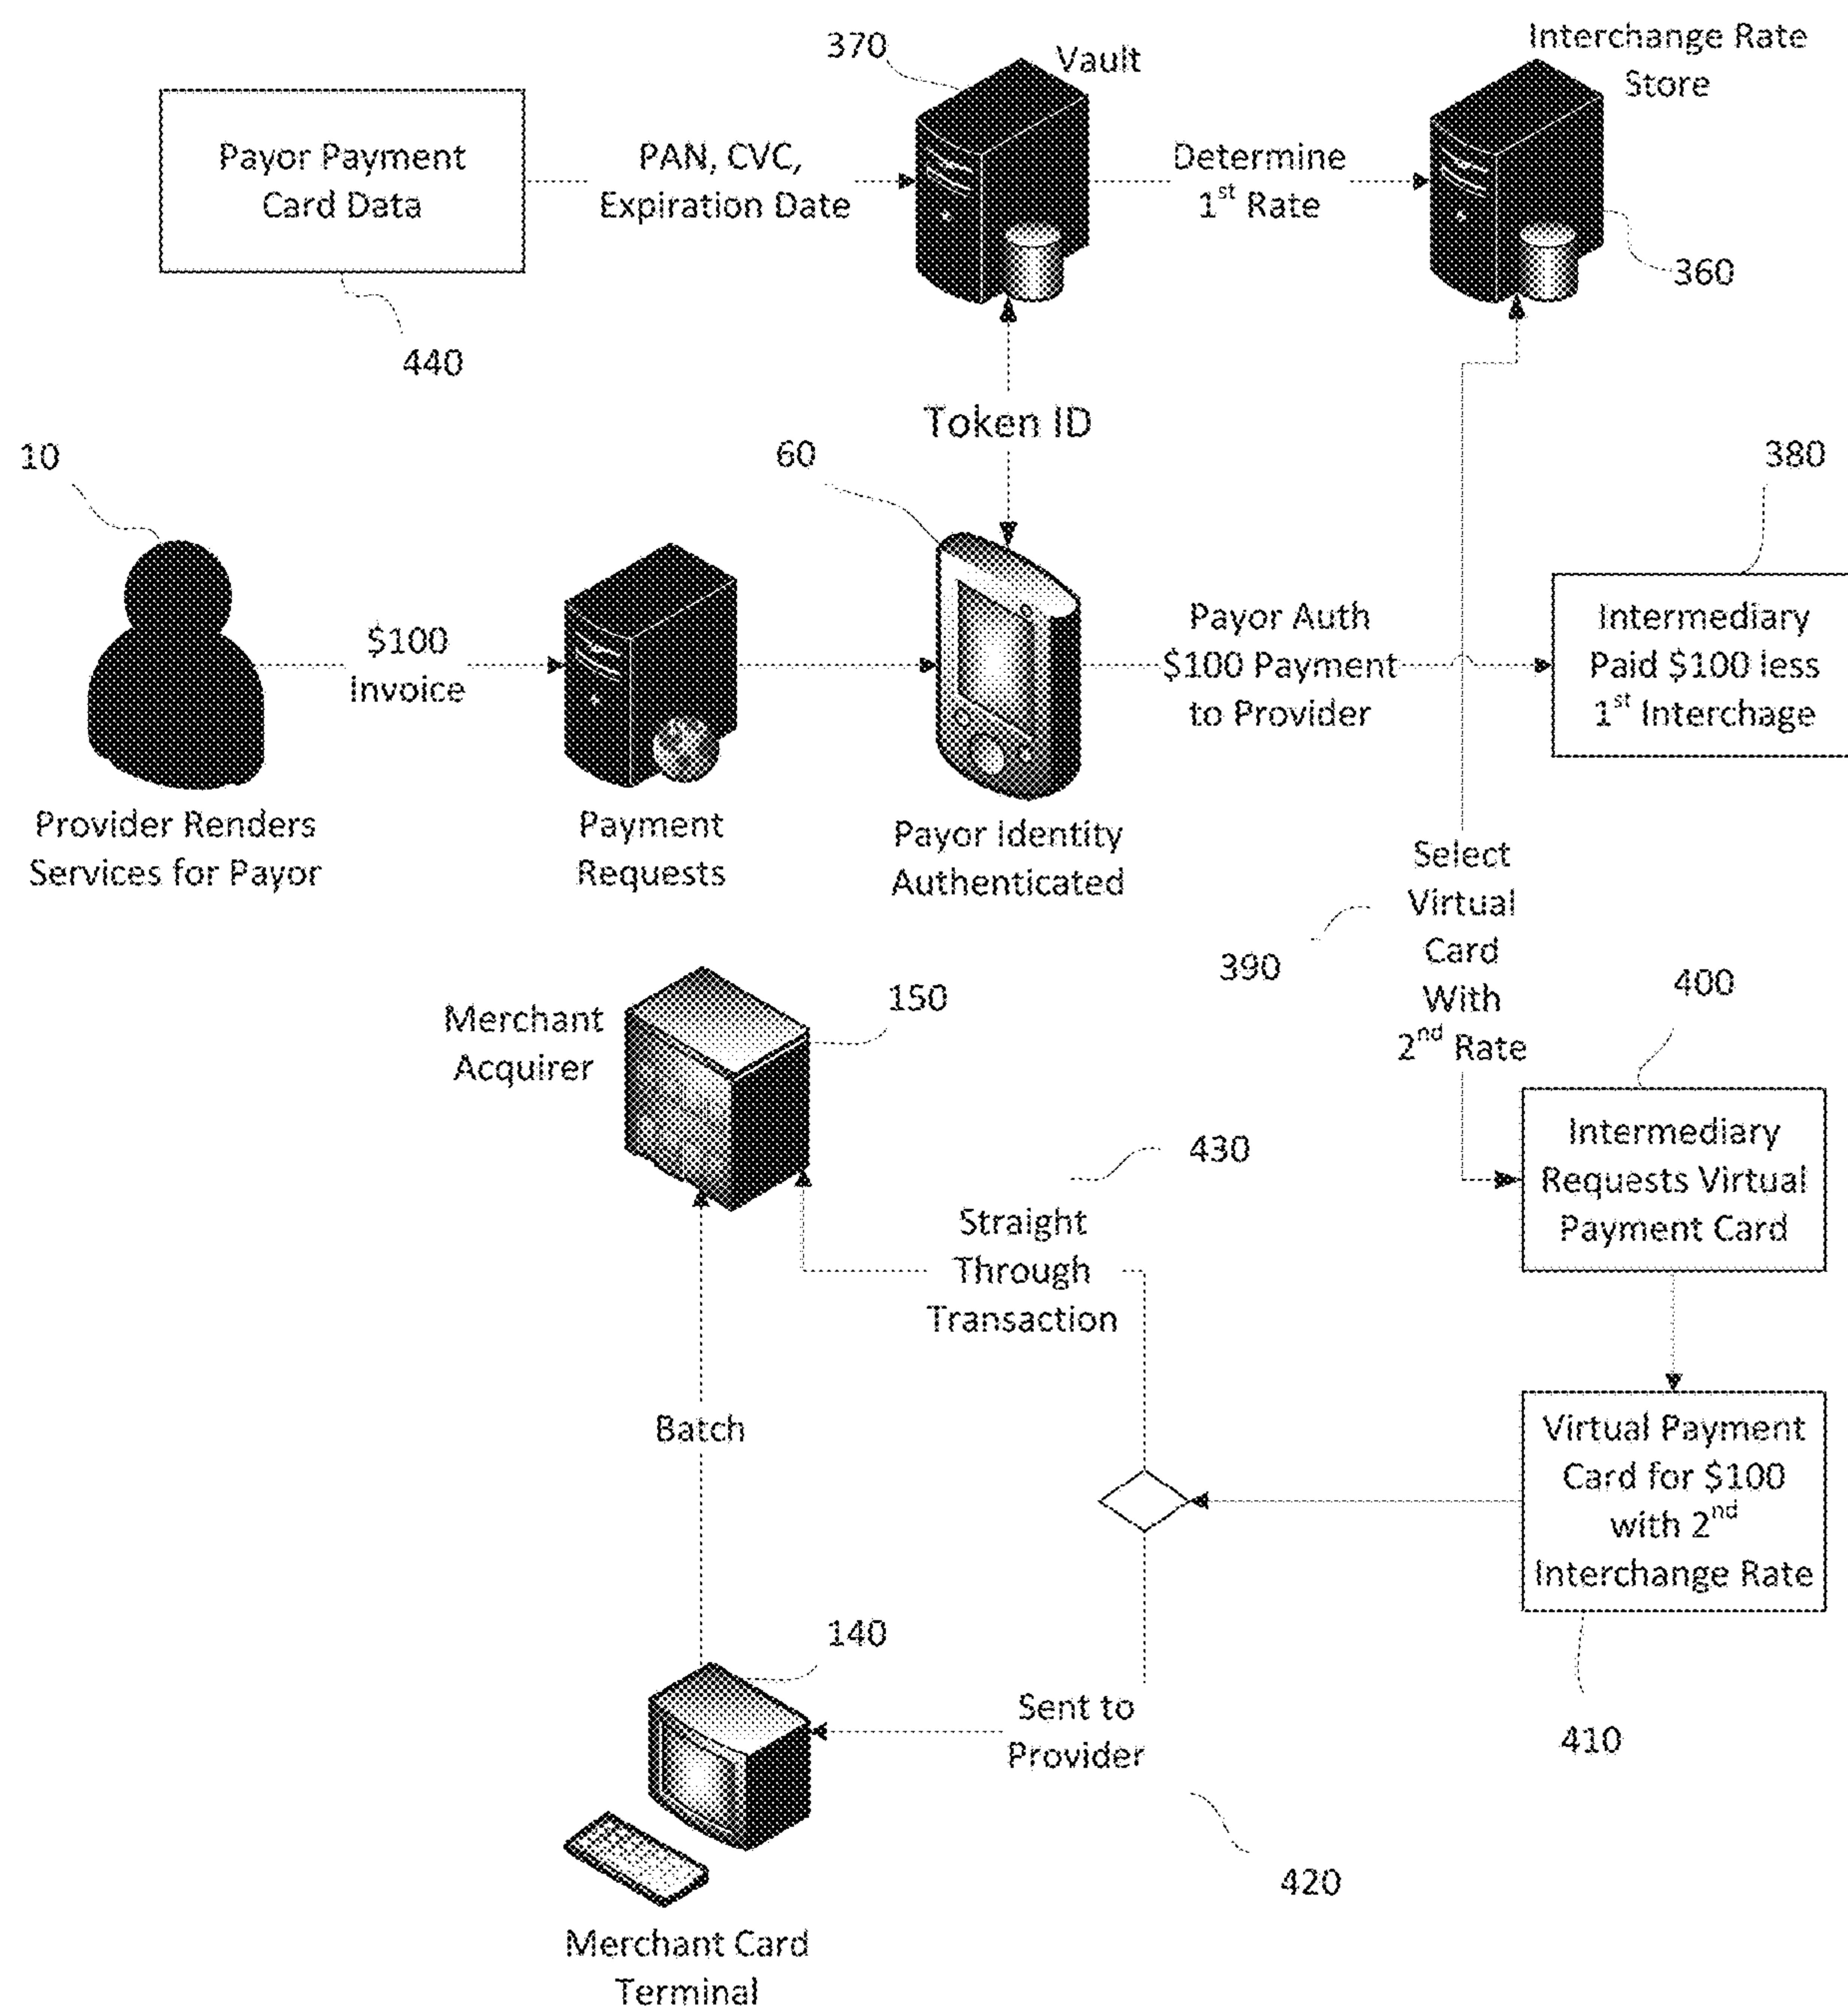 370
Vault
Interchange Rate
Store
Payor Payment
Card Data
PAN, CVC,
Expiration Date
Determine
1st Rate
360
440
Token ID
10
60
380
$100
Invoice
Payor Auth
$100 Payment
to Provider
Intermediary
Paid $100 less
1st Interchage
Provider Renders
Services for Payor
Payment
Requests
Payor Identity
Authenticated
Select
Virtual
Card
With
2nd Rate
390
400
Merchant
Acquirer
150
430
Intermediary
Requests Virtual
Payment Card
Straight
Through
Transaction
Batch
Virtual Payment
Card for $100
with 2nd
Interchange Rate
140
Sent to
Provider
410
420
Merchant Card
Terminal